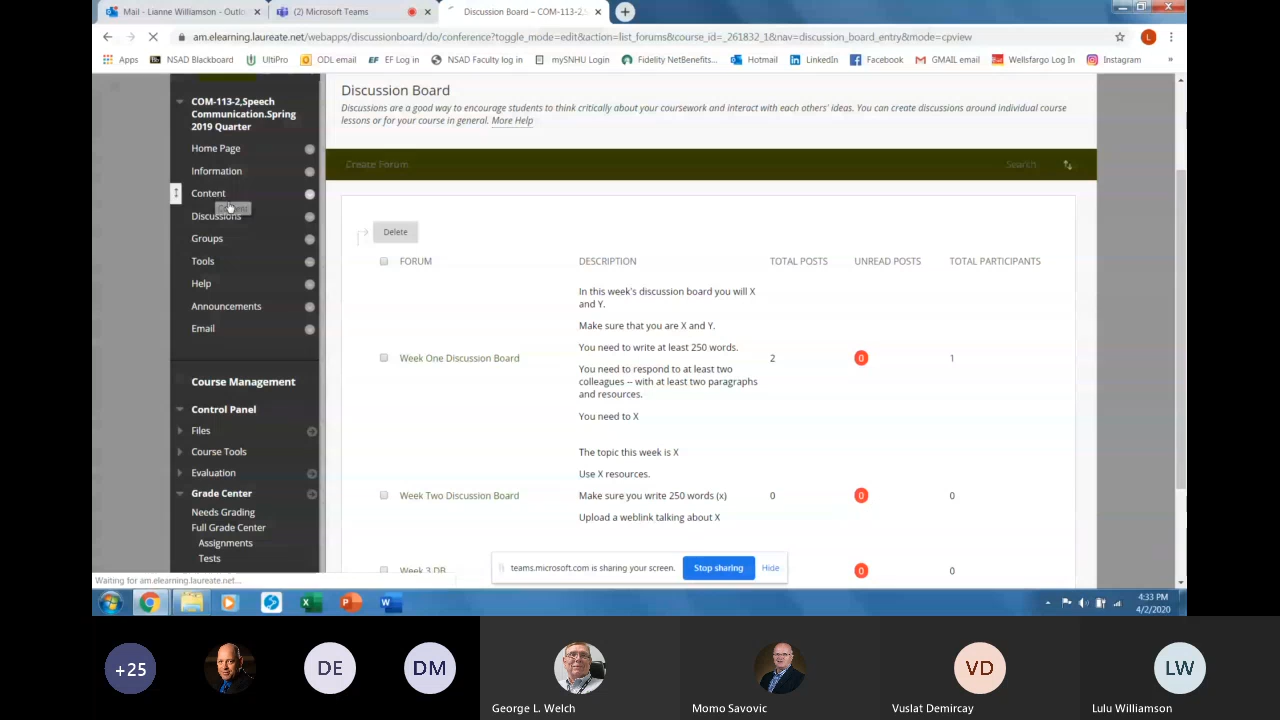 Mail - Lianne Williamson - Outlo
(2) Microsoft Teams
Discussion Board – COM-113-2,S
am.elearning.laureate.net/webapps/discussionboard/do/conference?toggle_mode=edit&action=list_forums&course_id=_261832_1&nav=discussion_board_entry&mode=cpview
L
Apps
NSAD Blackboard
UltiPro
ODL email
EF Log in
NSAD Faculty log in
mySNHU Login
Fidelity NetBenefits...
Hotmail
LinkedIn
Facebook
GMAIL email
Wellsfargo Log In
Instagram
»
COM-113-2,Speech
Communication.Spring
2019 Quarter
Home Page
Information
Content
Content
Discussions
Groups
Tools
Help
Announcements
Email
Course Management
Control Panel
Files
Course Tools
Evaluation
Grade Center
Needs Grading
Full Grade Center
Assignments
Tests
Discussion Board
Discussions are a good way to encourage students to think critically about your coursework and interact with each others' ideas. You can create discussions around individual course
lessons or for your course in general. More Help
Create Forum
Search
Delete
FORUM
DESCRIPTION
TOTAL POSTS
UNREAD POSTS
TOTAL PARTICIPANTS
Week One Discussion Board
In this week's discussion board you will X
and Y.
Make sure that you are X and Y.
You need to write at least 250 words.
You need to respond to at least two
colleagues -- with at least two paragraphs
and resources.
You need to X
2
0
1
Week Two Discussion Board
The topic this week is X
Use X resources.
Make sure you write 250 words (x)
Upload a weblink talking about X
0
0
0
Week 3 DB
0
0
teams.microsoft.com is sharing your screen.
Stop sharing
Hide
Waiting for am.elearning.laureate.net...
4:33 PM
4/2/2020
+25
DE
DM
George L. Welch
Momo Savovic
VD
Vuslat Demircay
LW
Lulu Williamson